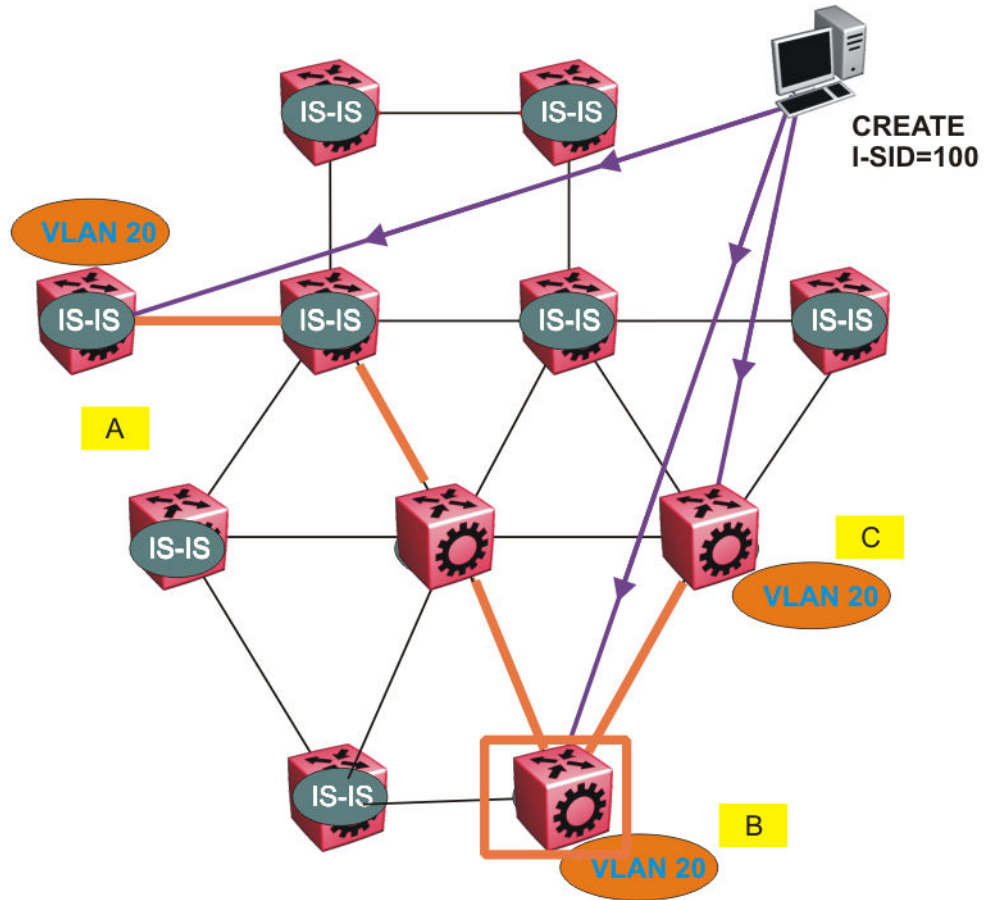 IS-IS
IS-IS
CREATE
I-SID=100
VLAN 20
IS-IS
IS-IS
IS-IS
IS-IS
A
IS-IS
C
VLAN 20
IS-IS
B
VLAN 20